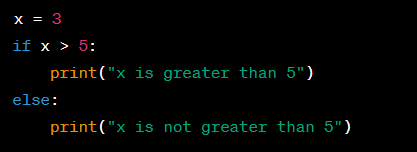 x = 3
if x > 5:
    print("x is greater than 5")
else:
    print("x is not greater than 5")